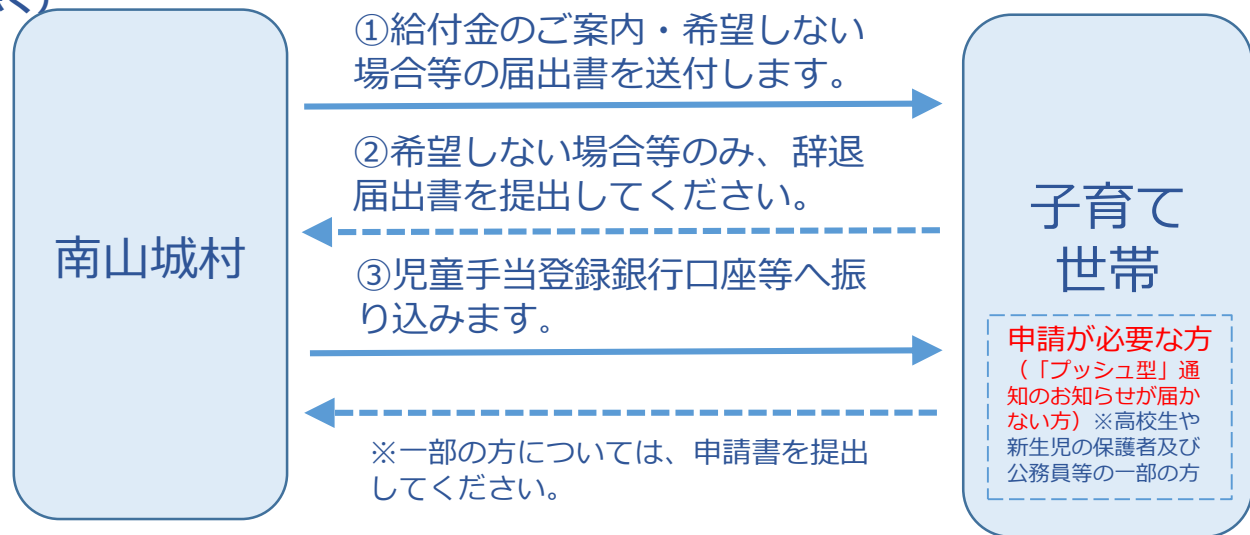 南山城村
①給付金のご案内・希望しない
場合等の届出書を送付します。
②希望しない場合等のみ、辞退
届出書を提出してください。
③児童手当登録銀行口座等へ振
り込みます。
※一部の方については、申請書を提出
してください。
子育て
世帯
申請が必要な方
（「プッシュ型」通
知のお知らせが届か
ない方）※高校生や
新生児の保護者及び
公務員等の一部の方